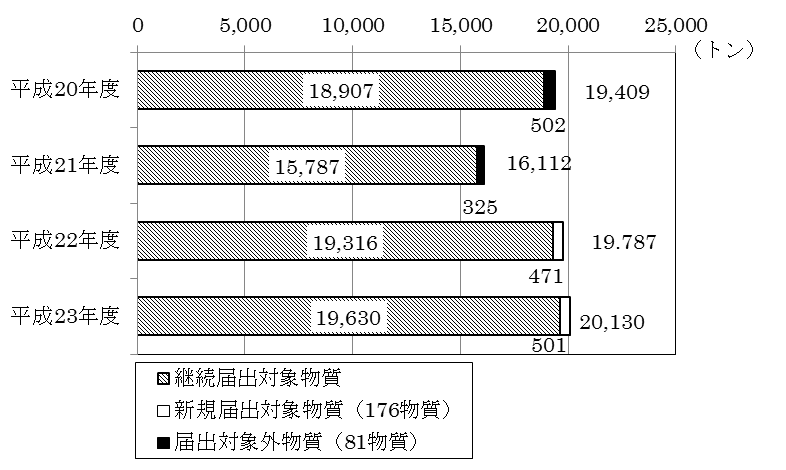 0 5,000 10,000 15,000 20,000 25,000
（トン）
平成20年度 18,907 19,409
502
平成21年度 15,787 16,112
325
平成22年度 19,316 19.787
471
平成23年度 19,630 20,130
501
継続届出対象物質
新規届出対象物質（176物質）
届出対象外物質（81物質）